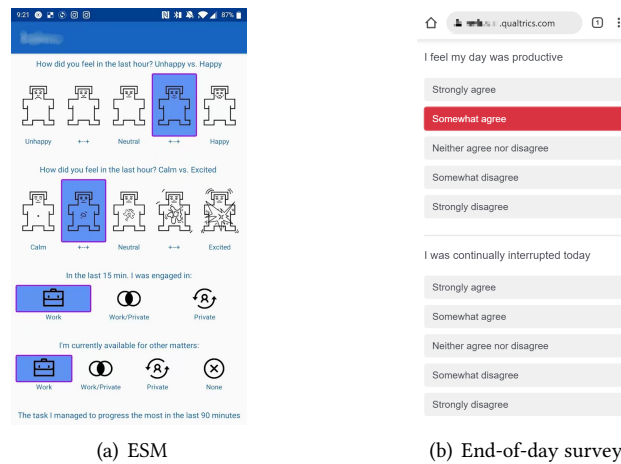 9:21 87%
How did you feel in the last hour? Unhappy vs. Happy
Unhappy ←→ Neutral ←→ Happy
How did you feel in the last hour? Calm vs. Excited
Calm ←→ Neutral ←→ Excited
In the last 15 min. I was engaged in:
Work Work/Private Private
I'm currently available for other matters:
Work Work/Private Private None
The task I managed to progress the most in the last 90 minutes
(a) ESM
.qualtrics.com 1
I feel my day was productive
Strongly agree
Somewhat agree
Neither agree nor disagree
Somewhat disagree
Strongly disagree
I was continually interrupted today
Strongly agree
Somewhat agree
Neither agree nor disagree
Somewhat disagree
Strongly disagree
(b) End-of-day survey